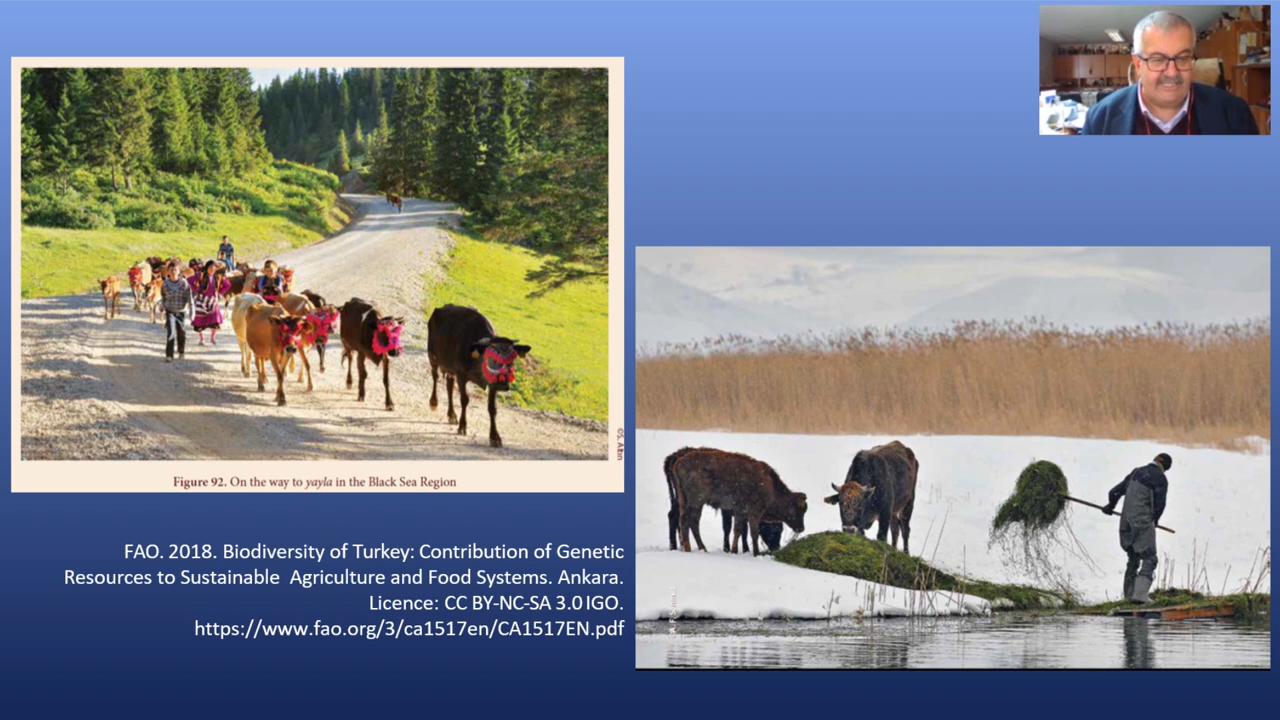 ©S. Altın
Figure 92. On the way to yayla in the Black Sea Region
FAO. 2018. Biodiversity of Turkey: Contribution of Genetic
Resources to Sustainable Agriculture and Food Systems. Ankara.
Licence: CC BY-NC-SA 3.0 IGO.
https://www.fao.org/3/ca1517en/CA1517EN.pdf